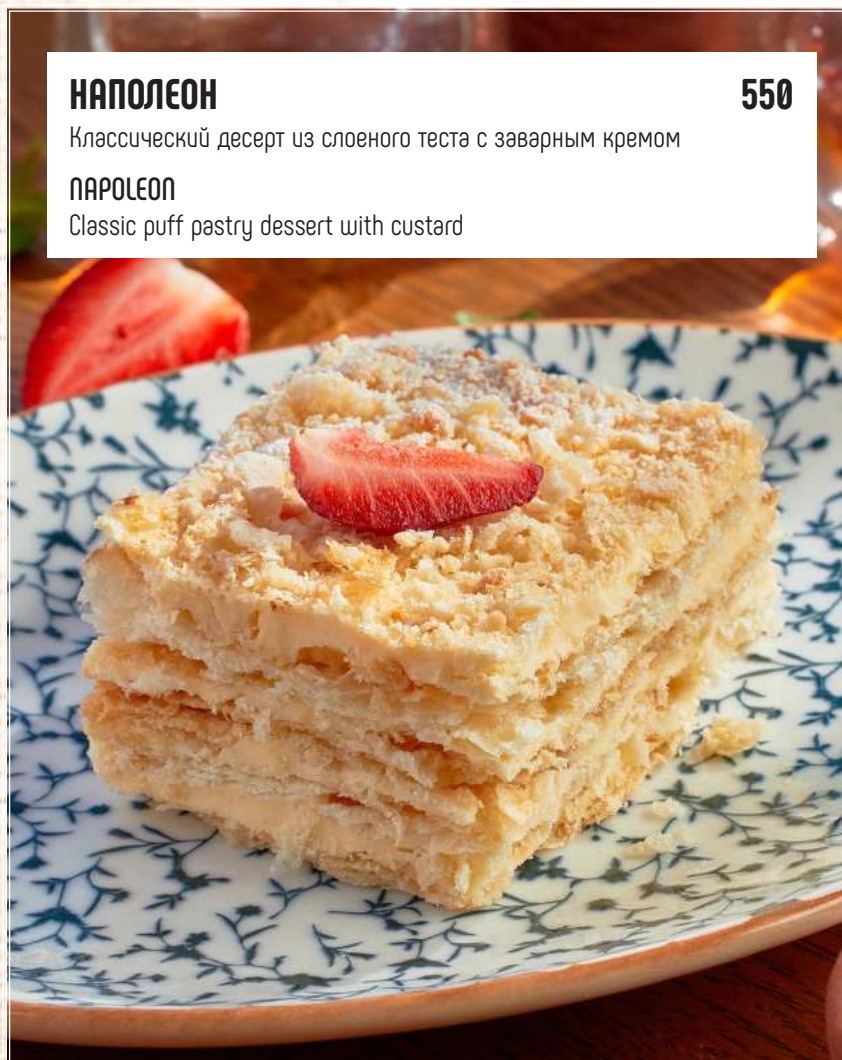 НАПОЛЕОН 550
Классический десерт из слоеного теста с заварным кремом
NAPOLEON
Classic puff pastry dessert with custard